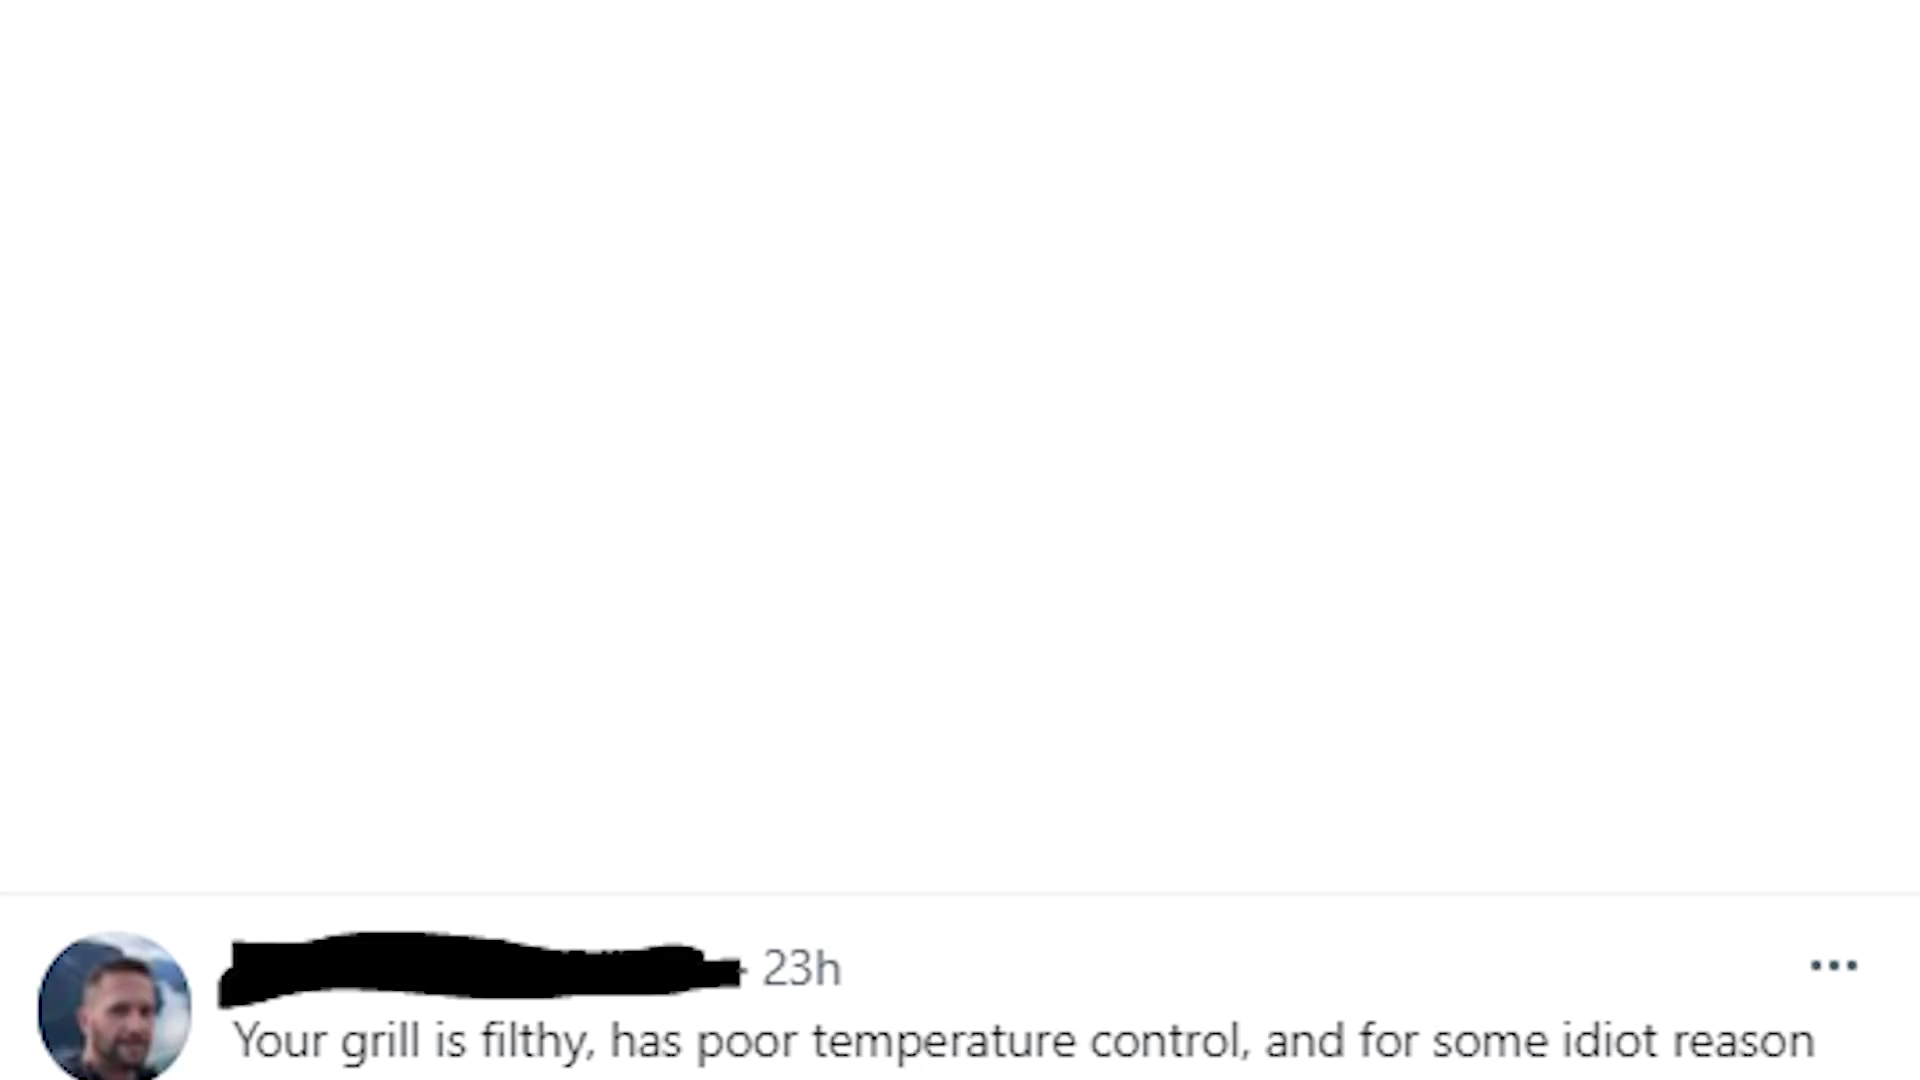 23h
Your grill is filthy, has poor temperature control, and for some idiot reason